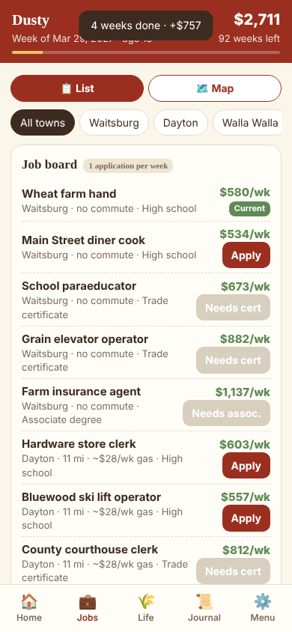 Dusty
4 weeks done · +$757
$2,711
Week of Mar 29,
92 weeks left
📋 List
🗺️ Map
All towns
Waitsburg
Dayton
Walla Walla
Job board
1 application per week
Wheat farm hand
$580/wk
Waitsburg · no commute · High school
Current
Main Street diner cook
$534/wk
Waitsburg · no commute · High school
Apply
School paraeducator
$673/wk
Waitsburg · no commute · Trade
certificate
Needs cert
Grain elevator operator
$882/wk
Waitsburg · no commute · Trade
certificate
Needs cert
Farm insurance agent
$1,137/wk
Waitsburg · no commute ·
Associate degree
Needs assoc.
Hardware store clerk
$603/wk
Dayton · 11 mi · ~$28/wk gas · High
school
Apply
Bluewood ski lift operator
$557/wk
Dayton · 11 mi · ~$28/wk gas · High
school
Apply
County courthouse clerk
$812/wk
Dayton · 11 mi · ~$28/wk gas · Trade
certificate
Needs cert
Home
Jobs
Life
Journal
Menu